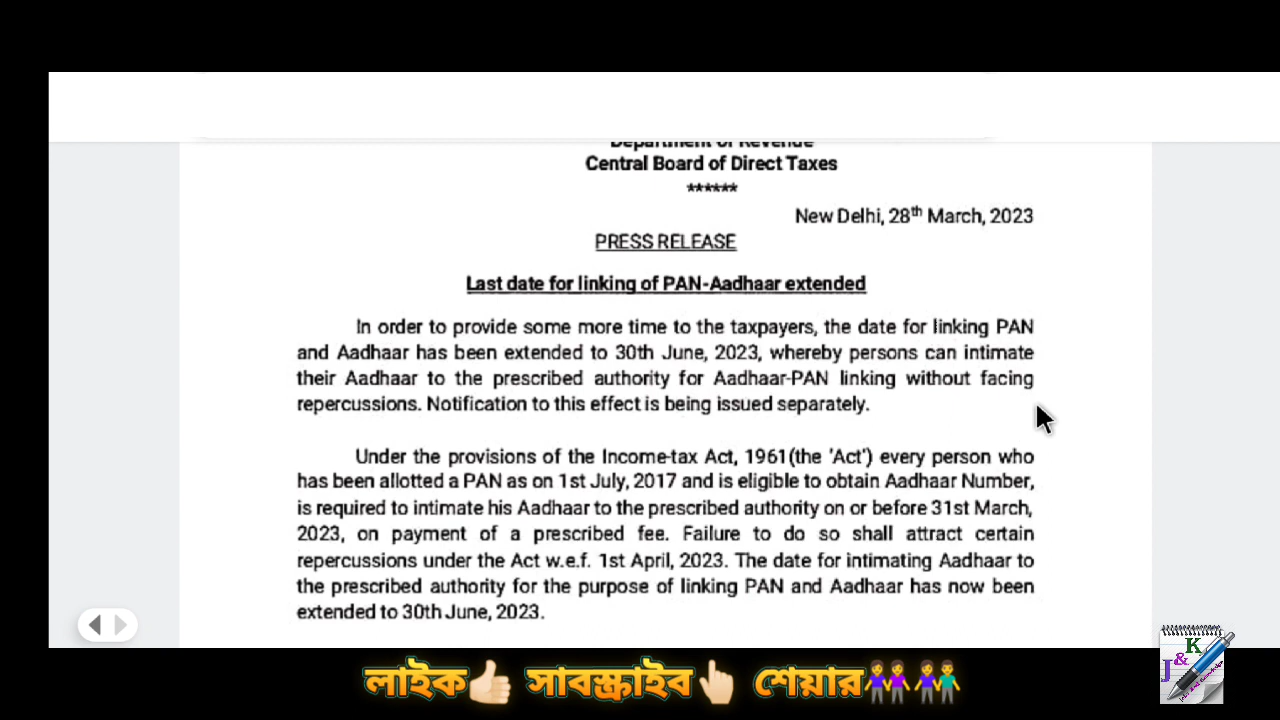 Department of Revenue
Central Board of Direct Taxes
******
New Delhi, 28th March, 2023
PRESS RELEASE
Last date for linking of PAN-Aadhaar extended
In order to provide some more time to the taxpayers, the date for linking PAN
and Aadhaar has been extended to 30th June, 2023, whereby persons can intimate
their Aadhaar to the prescribed authority for Aadhaar-PAN linking without facing
repercussions. Notification to this effect is being issued separately.
Under the provisions of the Income-tax Act, 1961(the 'Act') every person who
has been allotted a PAN as on 1st July, 2017 and is eligible to obtain Aadhaar Number,
is required to intimate his Aadhaar to the prescribed authority on or before 31st March,
2023, on payment of a prescribed fee. Failure to do so shall attract certain
repercussions under the Act w.e.f. 1st April, 2023. The date for intimating Aadhaar to
the prescribed authority for the purpose of linking PAN and Aadhaar has now been
extended to 30th June, 2023.
লাইক👍🏻 সাবস্ক্রাইব👆🏻 শেয়ার👭👫
J&K